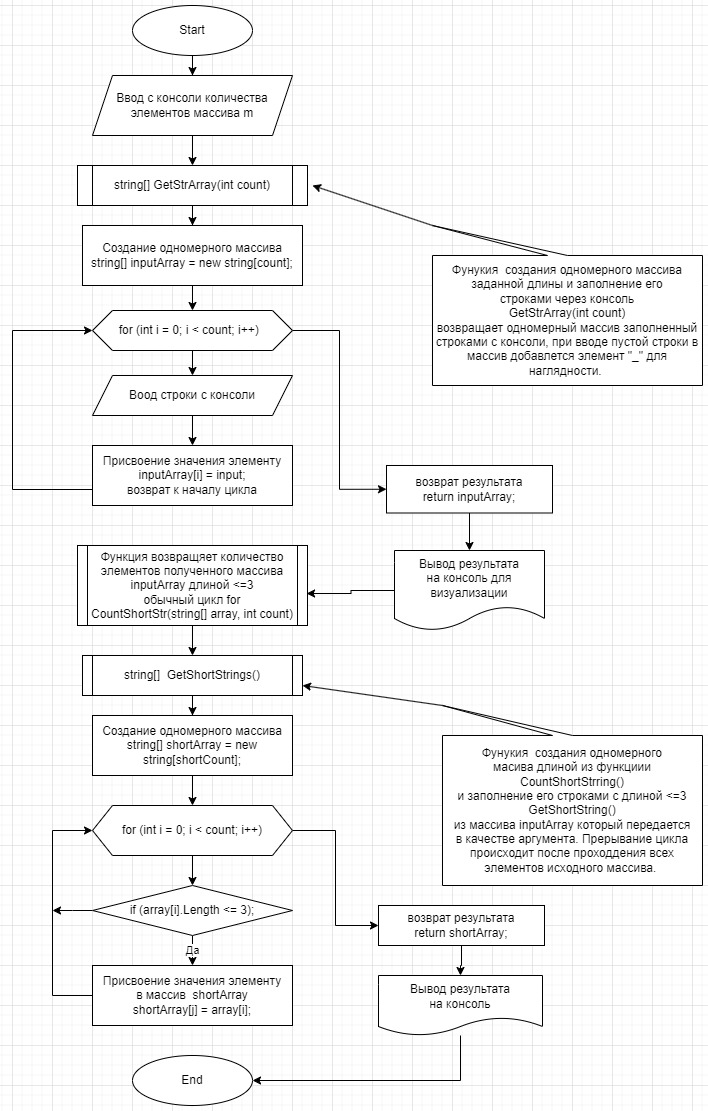 Start
Ввод с консоли количества
элементов массива m
string[] GetStrArray(int count)
Создание одномерного массива
string[] inputArray = new string[count];
Фунукия  создания одномерного массива
заданной длины и заполнение его
строками через консоль
GetStrArray(int count)
возвращает одномерный массив заполненный
строками с консоли, при вводе пустой строки в
массив добавлется элемент "_" для
наглядности.
for (int i = 0; i < count; i++)
Воод строки с консоли
Присвоение значения элементу
inputArray[i] = input;
возврат к началу цикла
возврат результата
return inputArray;
Вывод результата
на консоль для
визуализации
Функция возвращяет количество
элементов полученного массива
inputArray длиной <=3
обычный цикл for
CountShortStr(string[] array, int count)
string[]  GetShortStrings()
Создание одномерного массива
string[] shortArray = new
string[shortCount];
Фунукия  создания одномерного
масива длиной из функциии
CountShortStrring()
и заполнение его строками с длиной <=3
GetShortString()
из массива inputArray который передается
в качестве аргумента. Прерывание цикла
происходит после проходдения всех
элементов исходного массива.
for (int i = 0; i < count; i++)
if (array[i].Length <= 3);
Да
Присвоение значения элементу
в массив  shortArray
shortArray[j] = array[i];
возврат результата
return shortArray;
Вывод результата
на консоль
End